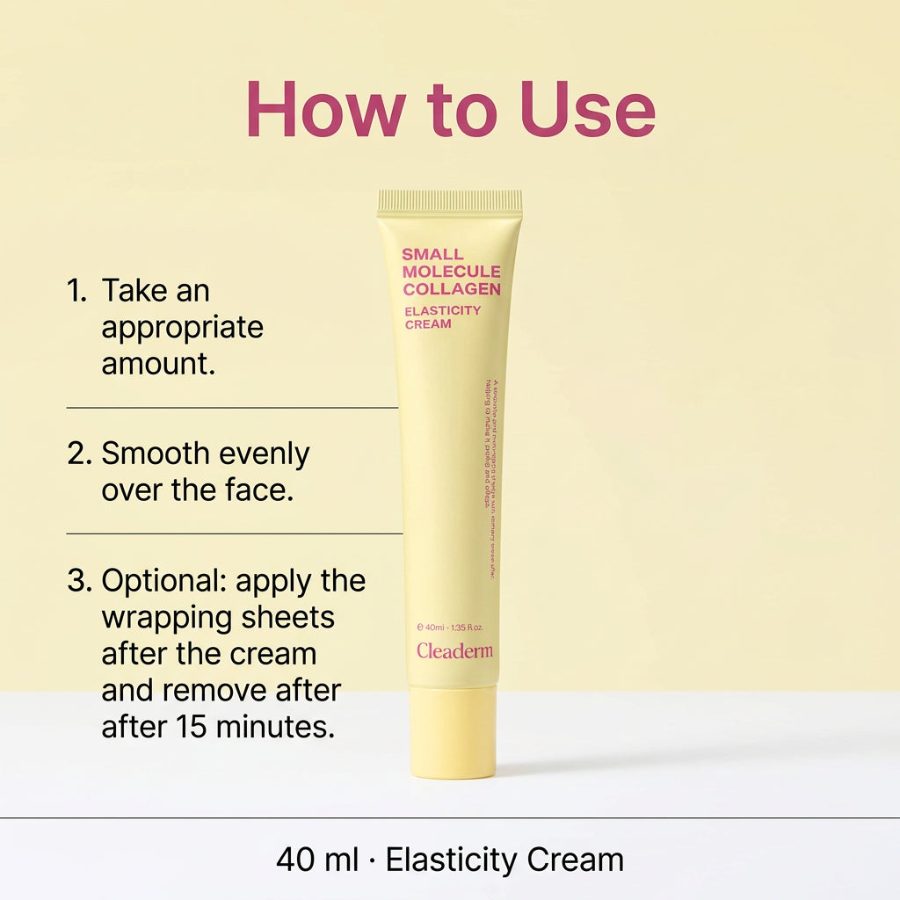 How to Use
1. Take an
appropriate
amount.
2. Smooth evenly
over the face.
3. Optional: apply the
wrapping sheets
after the cream
and remove after
after 15 minutes.
SMALL
MOLECULE
COLLAGEN
ELASTICITY
CREAM
40ml · 1.35 fl oz.
Cleaderm
40 ml · Elasticity Cream